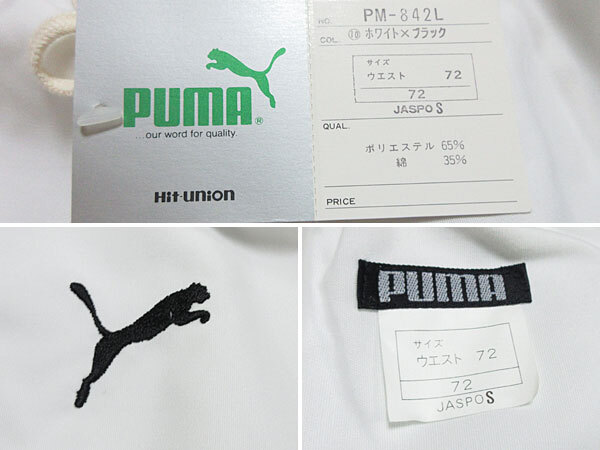 PUMA®
...our word for quality.
Hit-union
NO. PM-842L
COL. ⑩ ホワイト×ブラック
サイズ
ウエスト 72
72
JASPO S
QUAL.
ポリエステル 65%
綿 35%
PRICE
PUMA
サイズ
ウエスト 72
72
JASPO S